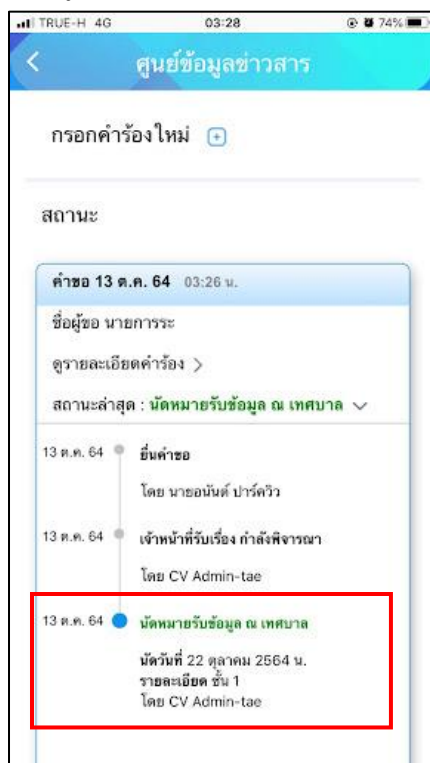 TRUE-H 4G 03:28 74%
ศูนย์ข้อมูลข่าวสาร
กรอกคำร้องใหม่
สถานะ
คำขอ 13 ต.ค. 64 03:26 น.
ชื่อผู้ขอ นายการระ
ดูรายละเอียดคำร้อง >
สถานะล่าสุด : นัดหมายรับข้อมูล ณ เทศบาล
13 ต.ค. 64 ยื่นคำขอ
โดย นายอนันต์ ปาร์ควิว
13 ต.ค. 64 เจ้าหน้าที่รับเรื่อง กำลังพิจารณา
โดย CV Admin-tae
13 ต.ค. 64 นัดหมายรับข้อมูล ณ เทศบาล
นัดวันที่ 22 ตุลาคม 2564 น.
รายละเอียด ชั้น 1
โดย CV Admin-tae